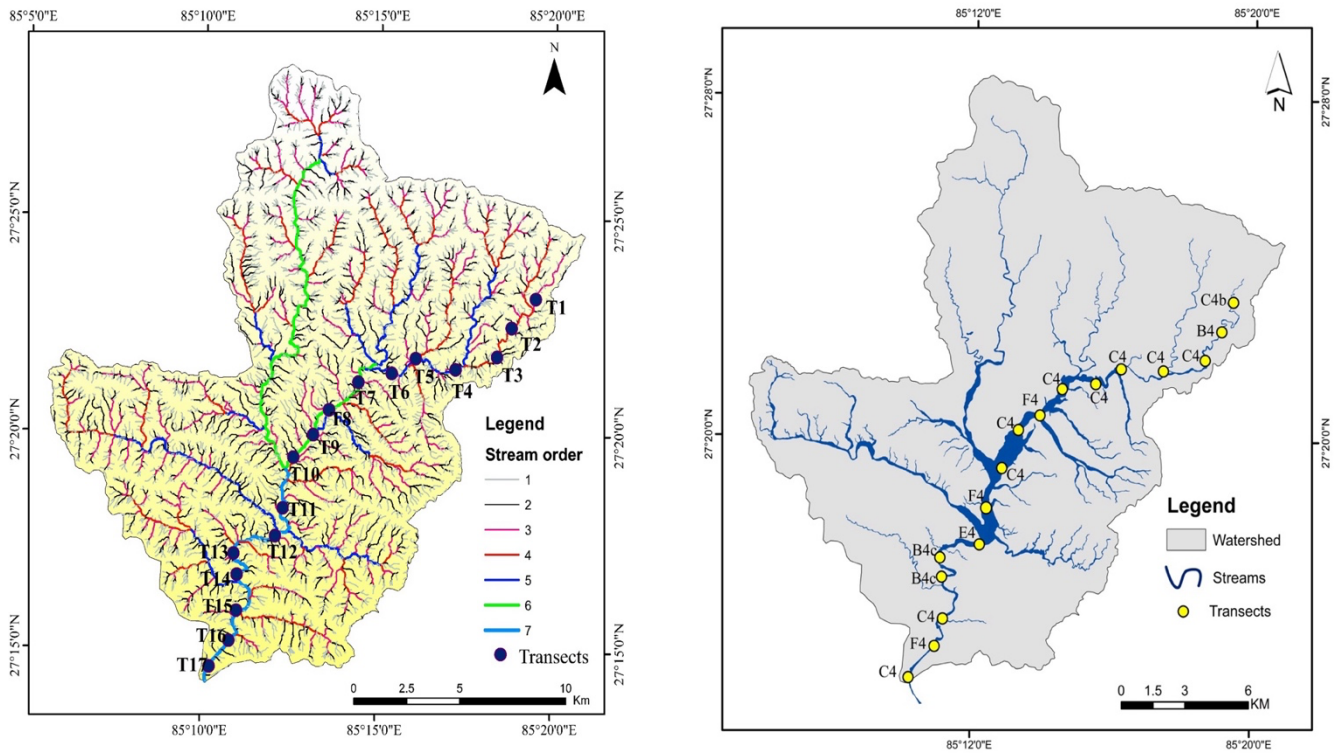 85°5'0"E 85°10'0"E 85°15'0"E 85°20'0"E
N
27°25'0"N
27°25'0"N
T1
T2
T3
T4
T5
T6
T7
T8
T9
T10
T11
T12
T13
T14
T15
T16
T17
27°20'0"N
27°20'0"N
27°15'0"N
27°15'0"N
Legend
Stream order
1
2
3
4
5
6
7
Transects
0 2.5 5 10
Km
85°10'0"E 85°15'0"E 85°20'0"E
85°12'0"E 85°20'0"E
N
27°28'0"N
27°28'0"N
C4b
B4
C4
C4
C4
C4
C4
F4
C4
C4
F4
E4
B4c
B4c
C4
F4
C4
27°20'0"N
27°20'0"N
Legend
Watershed
Streams
Transects
0 1.5 3 6
KM
85°12'0"E 85°20'0"E